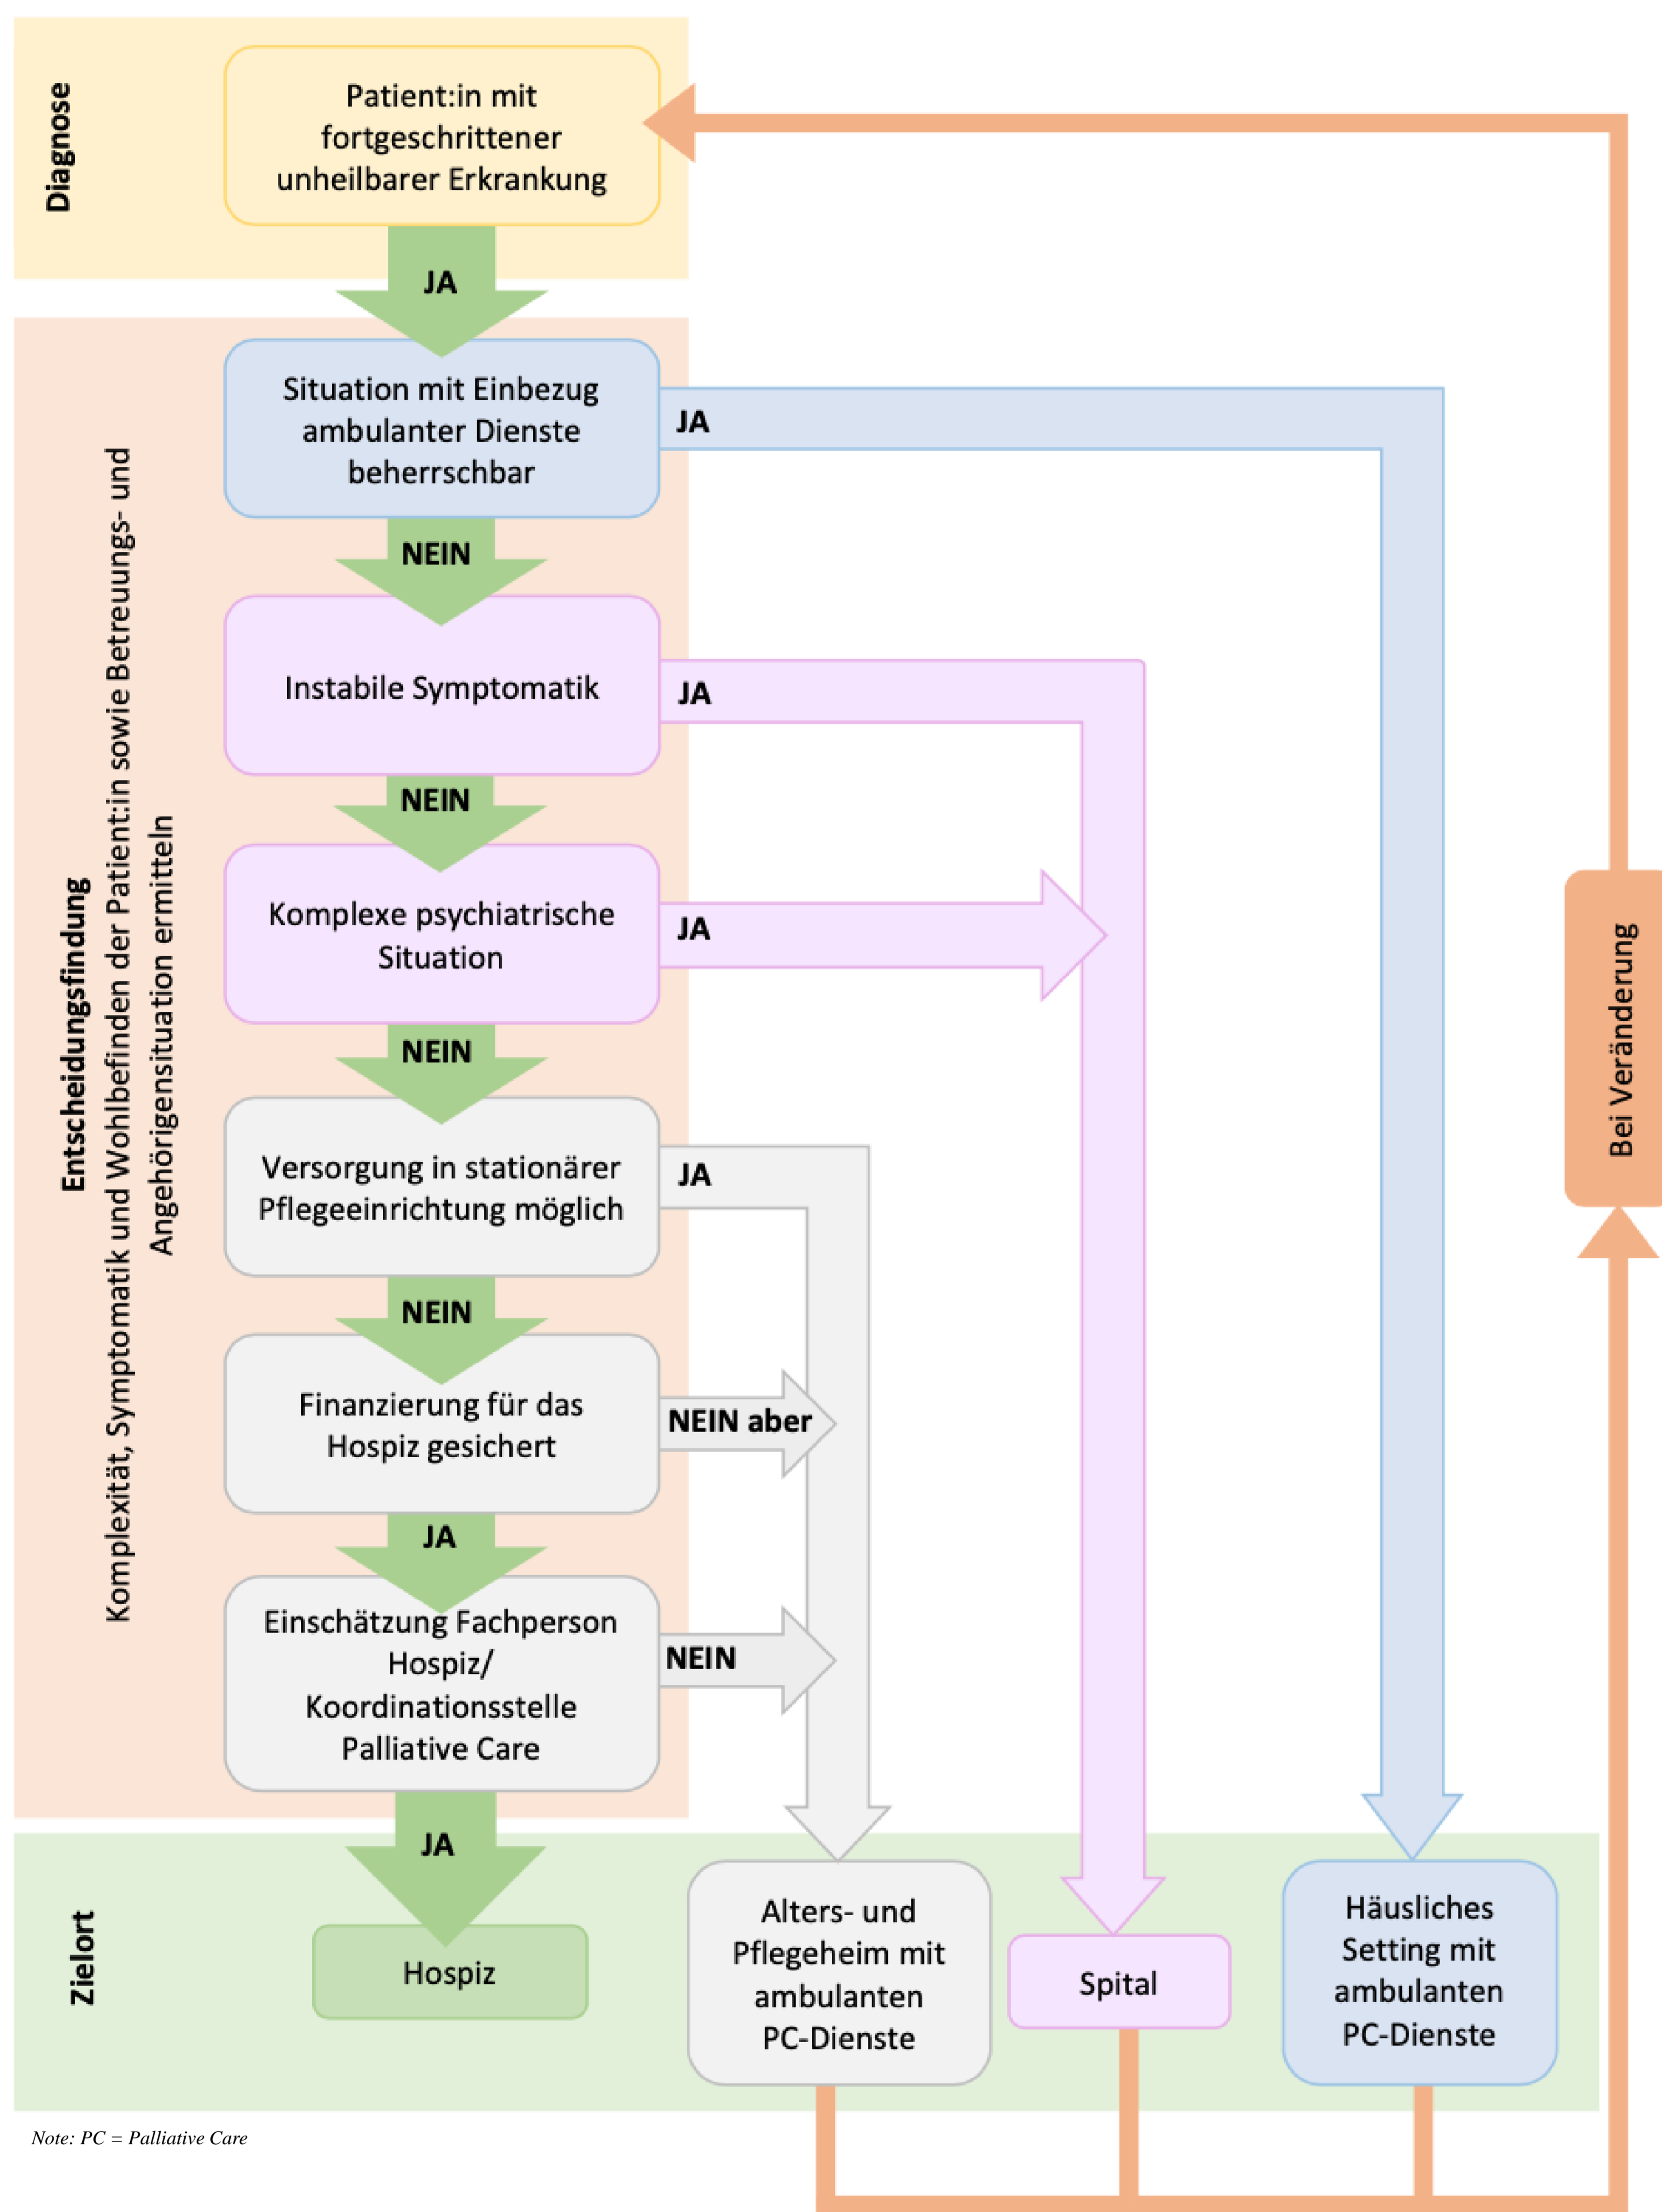 Diagnose
Patient:in mit
fortgeschrittener
unheilbarer Erkrankung
JA
Entscheidungsfindung
Komplexität, Symptomatik und Wohlbefinden der Patient:in sowie Betreuungs- und
Angehörigensituation ermitteln
Situation mit Einbezug
ambulanter Dienste
beherrschbar
JA
NEIN
Instabile Symptomatik
JA
NEIN
Komplexe psychiatrische
Situation
JA
NEIN
Versorgung in stationärer
Pflegeeinrichtung möglich
JA
NEIN
Finanzierung für das
Hospiz gesichert
NEIN aber
JA
Einschätzung Fachperson
Hospiz/
Koordinationsstelle
Palliative Care
NEIN
JA
Bei Veränderung
Zielort
Hospiz
Alters- und
Pflegeheim mit
ambulanten
PC-Dienste
Spital
Häusliches
Setting mit
ambulanten
PC-Dienste
Note: PC = Palliative Care